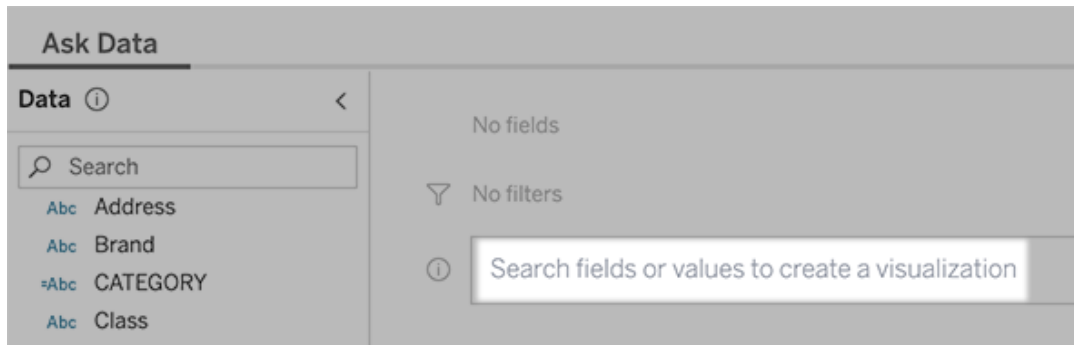 Ask Data
Data
Search
Abc Address
Abc Brand
=Abc CATEGORY
Abc Class
No fields
No filters
Search fields or values to create a visualization